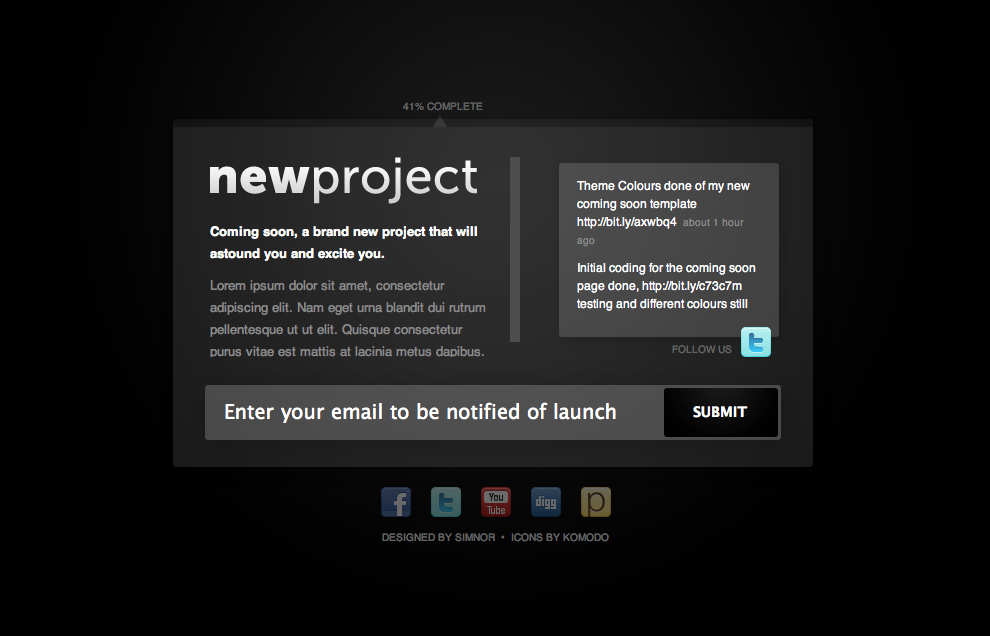 41% COMPLETE
newproject
Coming soon, a brand new project that will
astound you and excite you.
Lorem ipsum dolor sit amet, consectetur
adipiscing elit. Nam eget urna blandit dui rutrum
pellentesque ut ut elit. Quisque consectetur
purus vitae est mattis at lacinia metus dapibus.
Theme Colours done of my new
coming soon template
http://bit.ly/axwbq4 about 1 hour
ago
Initial coding for the coming soon
page done, http://bit.ly/c73c7m
testing and different colours still
FOLLOW US
t
Enter your email to be notified of launch
SUBMIT
f
t
You
Tube
digg
p
DESIGNED BY SIMNOR • ICONS BY KOMODO